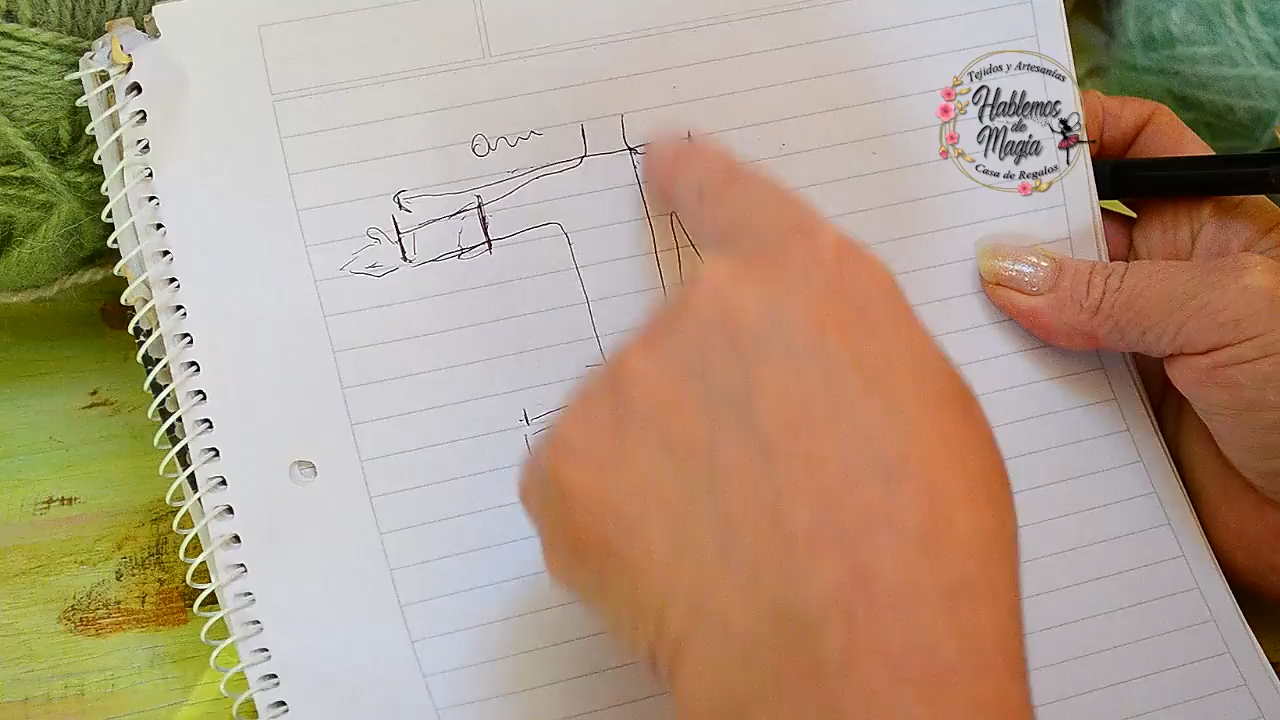 Tejidos y Artesanías
Hablemos
de
Magia
Casa de Regalos